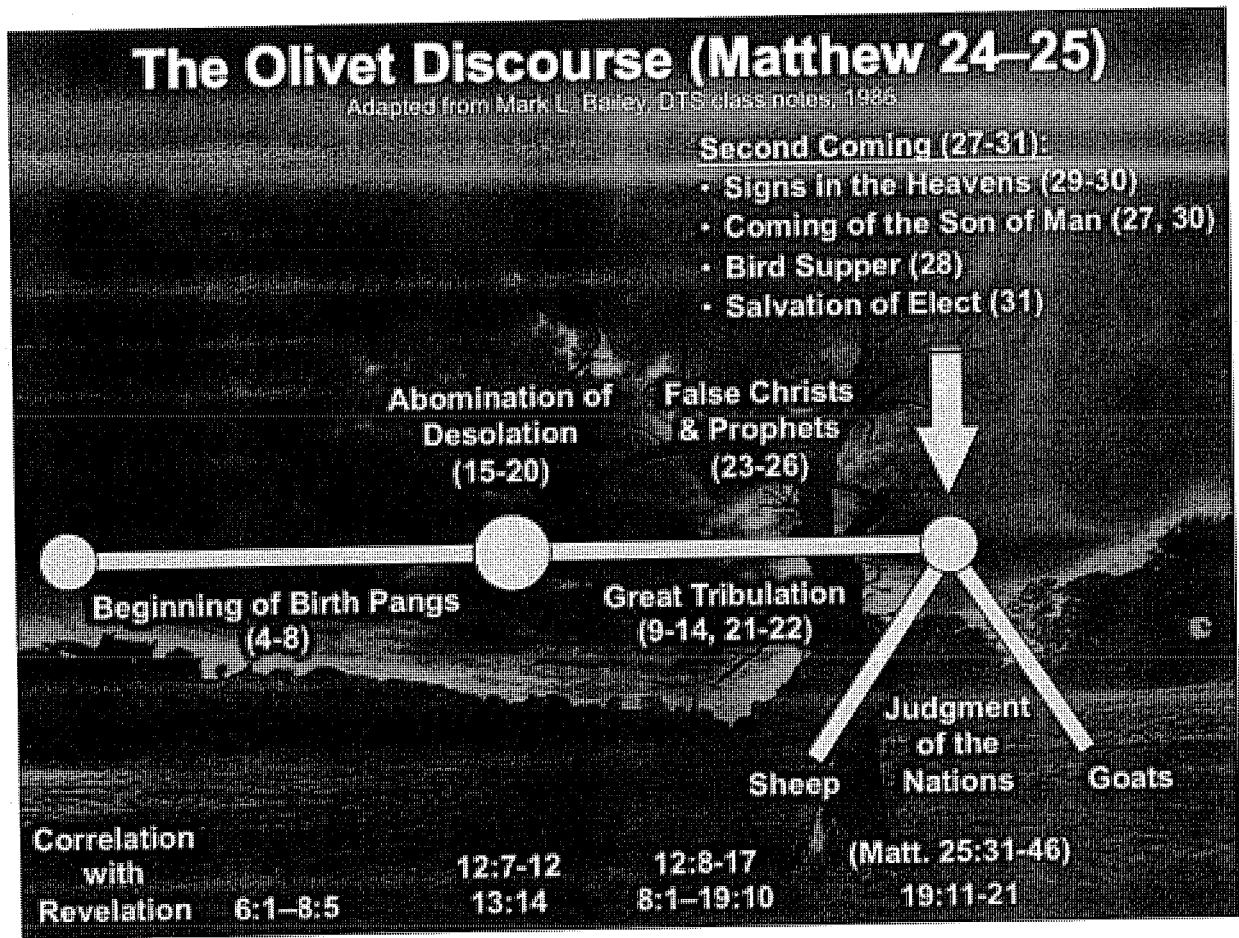 The Olivet Discourse (Matthew 24–25)
Adapted from Mark L. Bailey, DTS class notes, 1986
Second Coming (27-31):
• Signs in the Heavens (29-30)
• Coming of the Son of Man (27, 30)
• Bird Supper (28)
• Salvation of Elect (31)
Abomination of
Desolation
(15-20)
False Christs
& Prophets
(23-26)
Beginning of Birth Pangs
(4-8)
Great Tribulation
(9-14, 21-22)
Judgment
of the
Nations
Sheep
Goats
(Matt. 25:31-46)
Correlation
with
Revelation
6:1–8:5
12:7-12
13:14
12:8-17
8:1–19:10
19:11-21